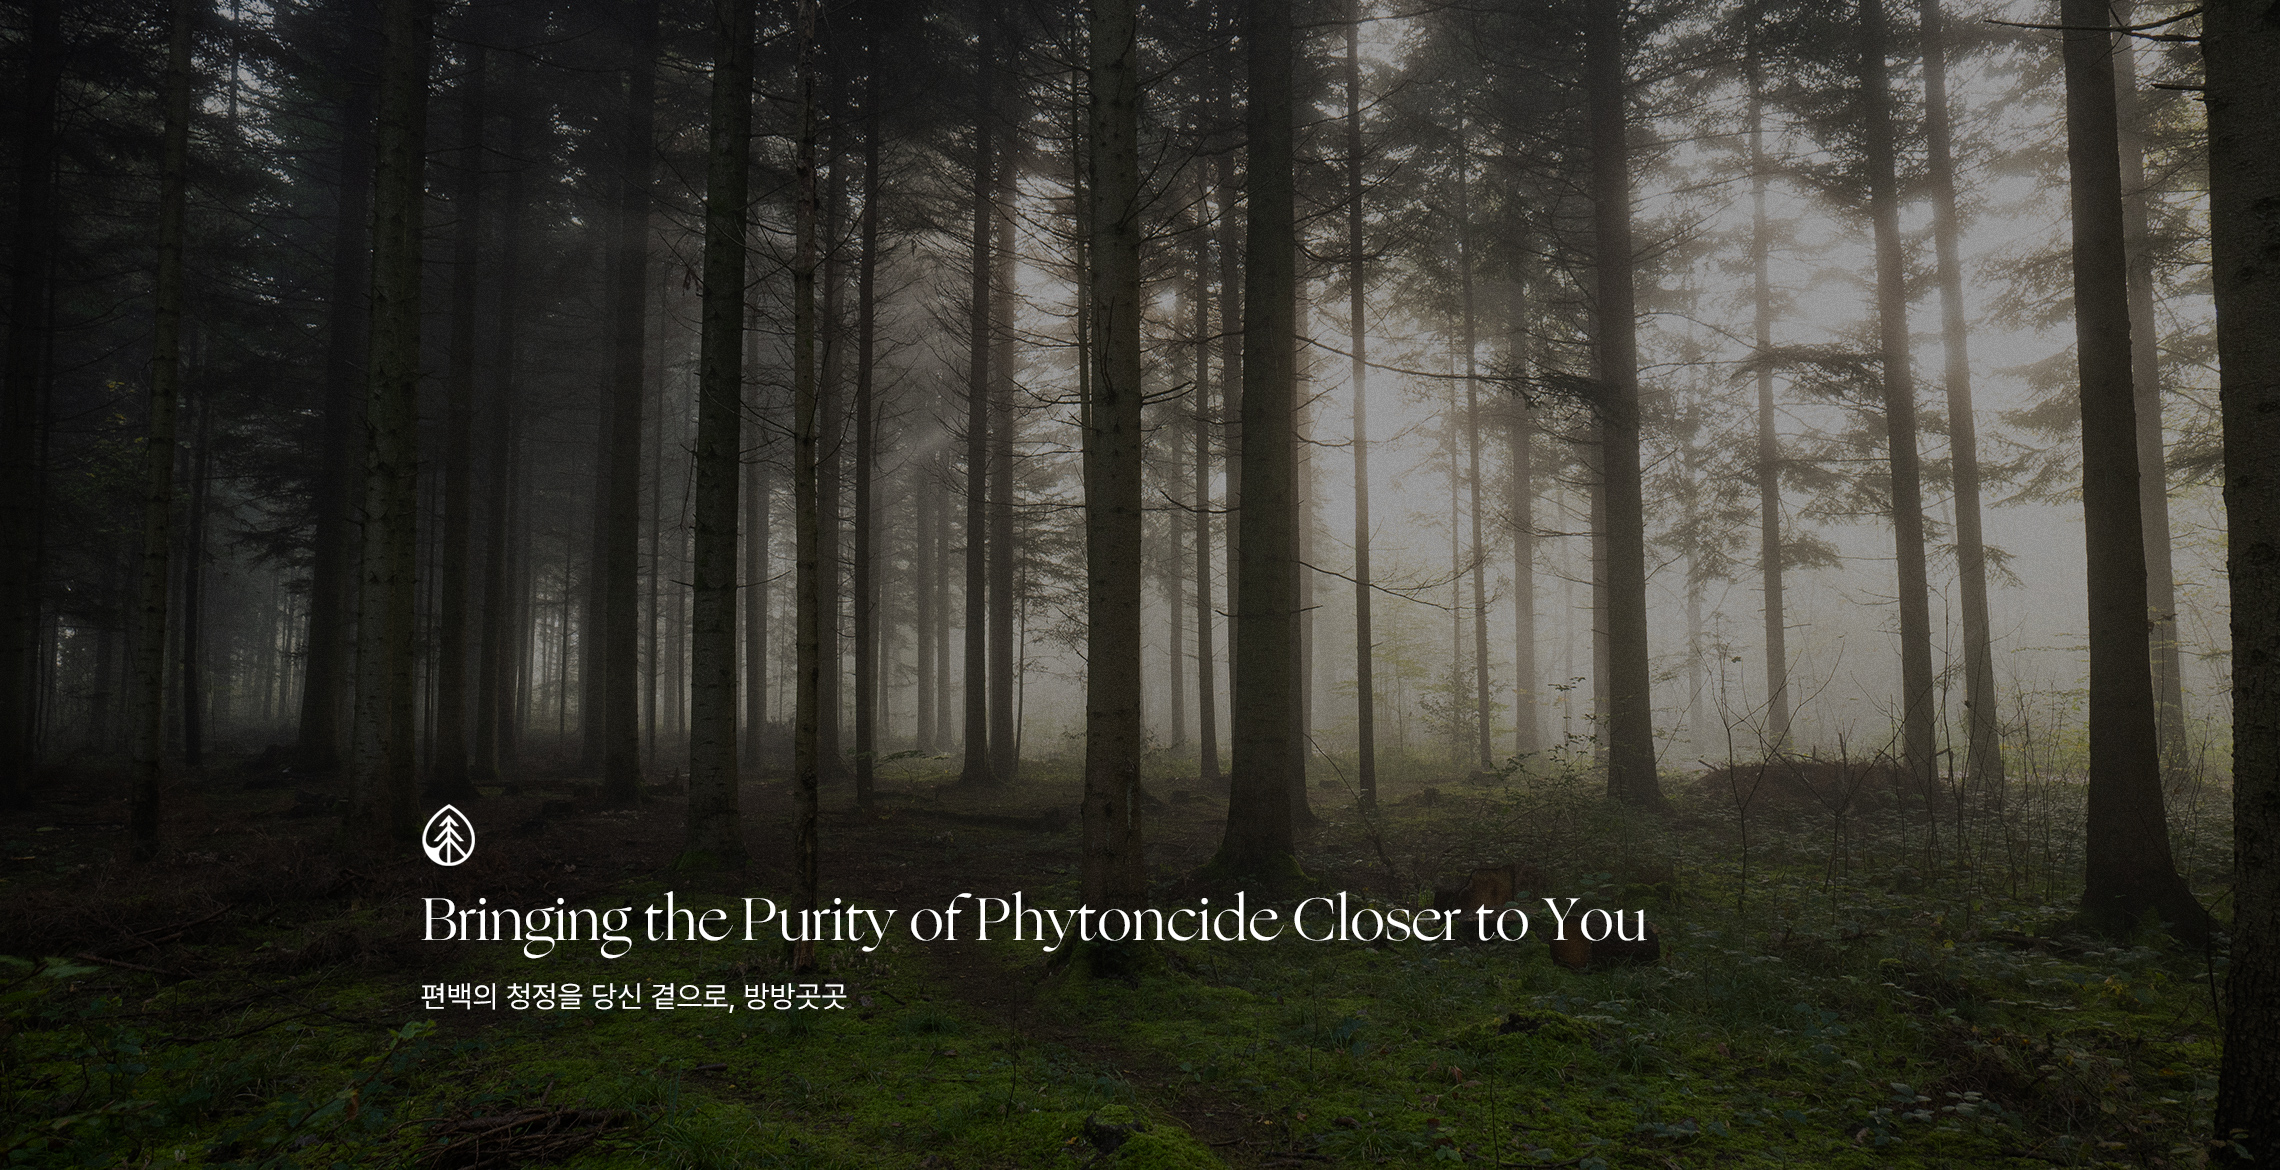 Bringing the Purity of Phytoncide Closer to You
편백의 청정을 당신 곁으로, 방방곳곳